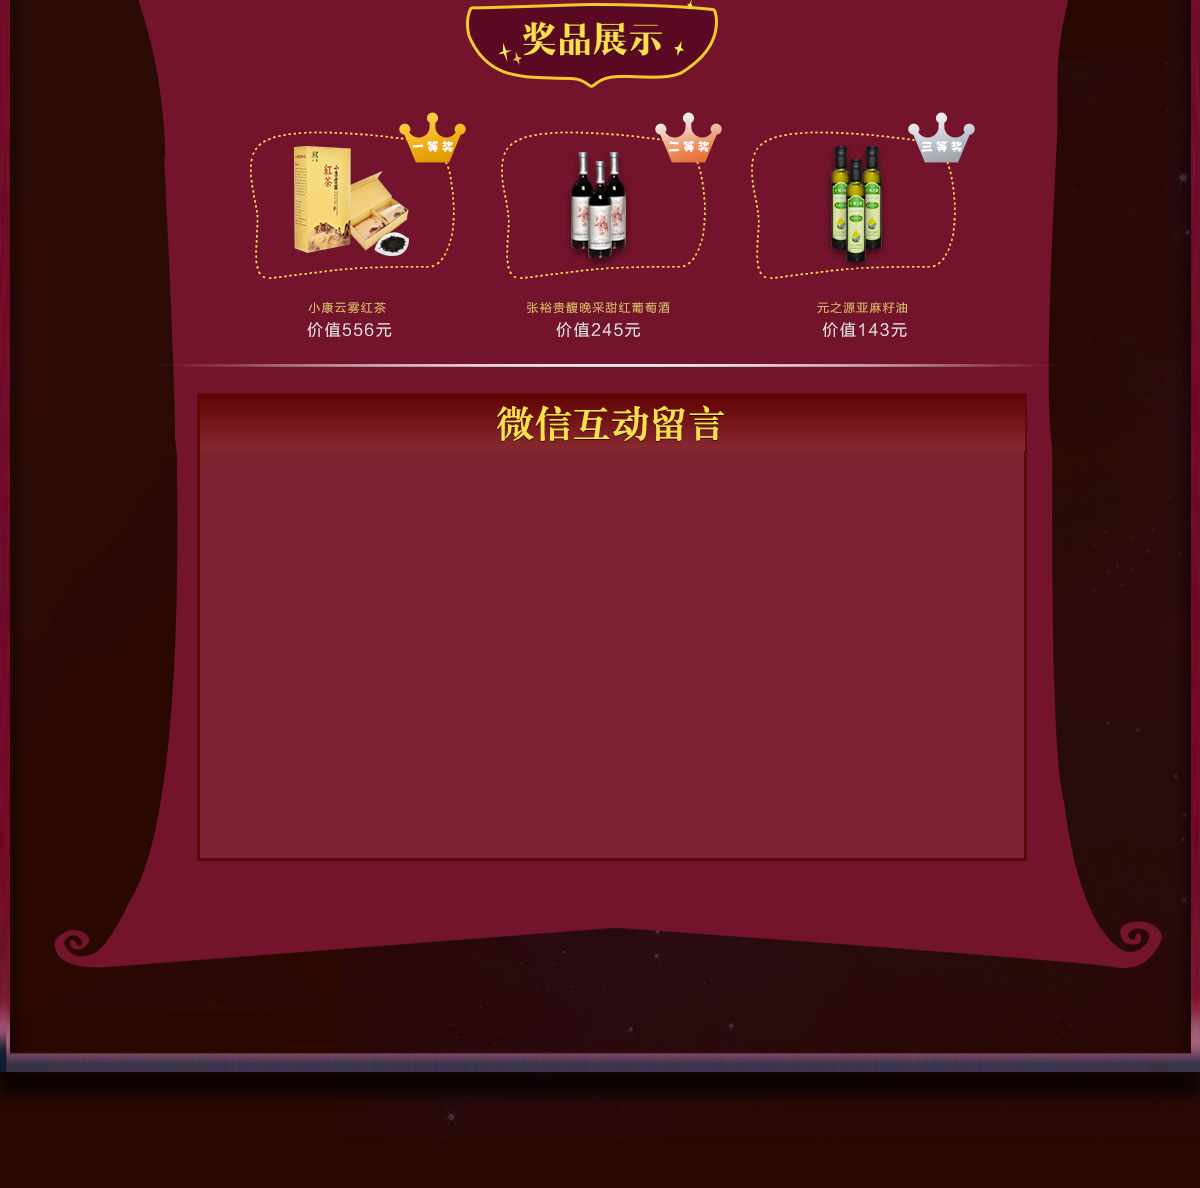 奖品展示
一等奖
二等奖
三等奖
红茶
小康云雾红茶
价值556元
张裕贵馥晚采甜红葡萄酒
价值245元
元之源亚麻籽油
价值143元
微信互动留言